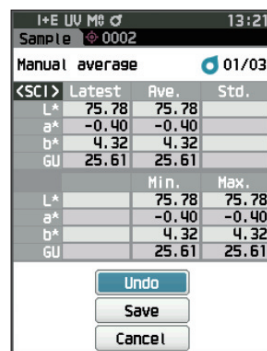 I+E UV M⁰ ♂ 13:21
Sample 0002
Manual average 01/03
<SCI> Latest Ave. Std.
L* 75.78 75.78
a* -0.40 -0.40
b* 4.32 4.32
GU 25.61 25.61
Min. Max.
L* 75.78 75.78
a* -0.40 -0.40
b* 4.32 4.32
GU 25.61 25.61
Undo
Save
Cancel